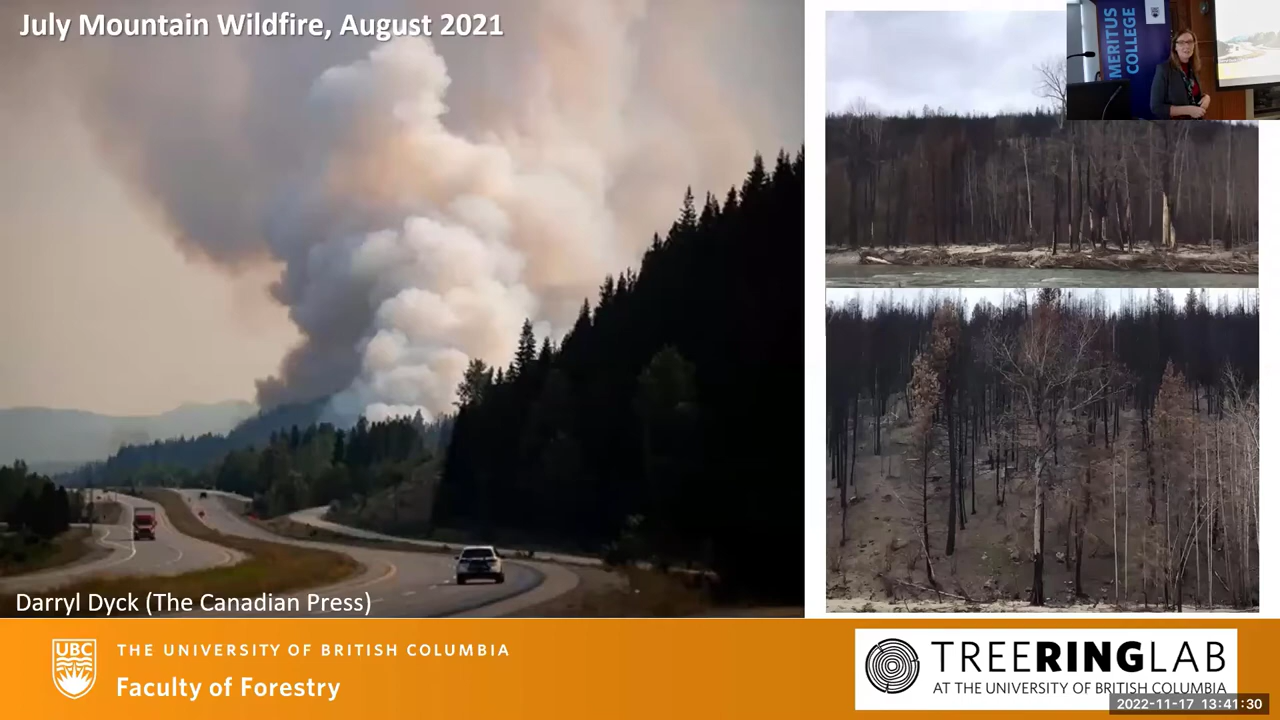 July Mountain Wildfire, August 2021
MERITUS
COLLEGE
Darryl Dyck (The Canadian Press)
UBC
THE UNIVERSITY OF BRITISH COLUMBIA
Faculty of Forestry
TREERINGLAB
AT THE UNIVERSITY OF BRITISH COLUMBIA
2022-11-17 13:41:30